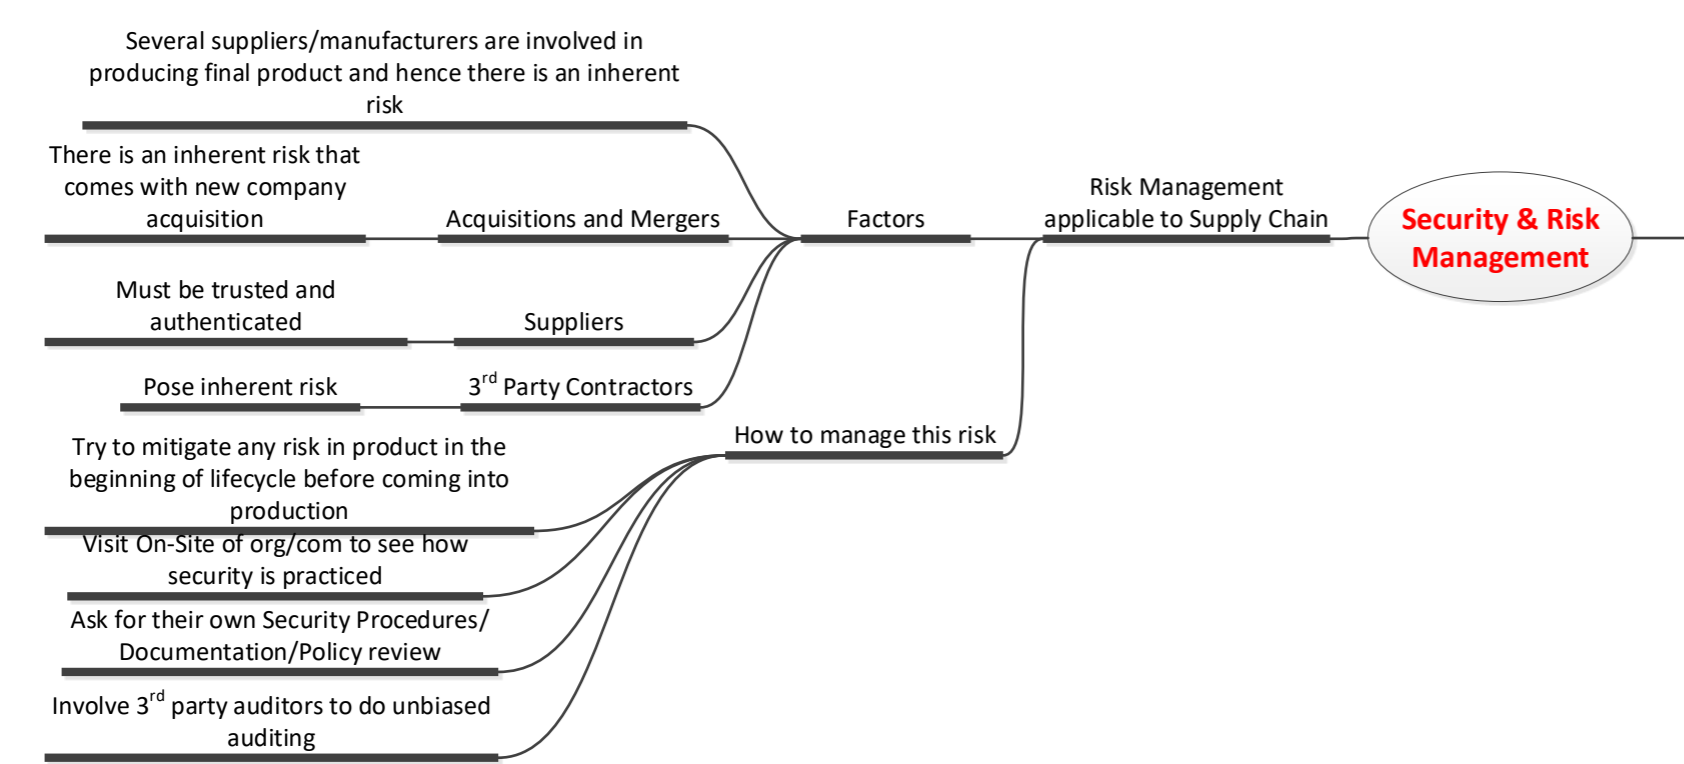 Several suppliers/manufacturers are involved in
producing final product and hence there is an inherent
risk
There is an inherent risk that
comes with new company
acquisition
Acquisitions and Mergers
Factors
Risk Management
applicable to Supply Chain
Security & Risk
Management
Must be trusted and
authenticated
Suppliers
Pose inherent risk
3rd Party Contractors
How to manage this risk
Try to mitigate any risk in product in the
beginning of lifecycle before coming into
production
Visit On-Site of org/com to see how
security is practiced
Ask for their own Security Procedures/
Documentation/Policy review
Involve 3rd party auditors to do unbiased
auditing